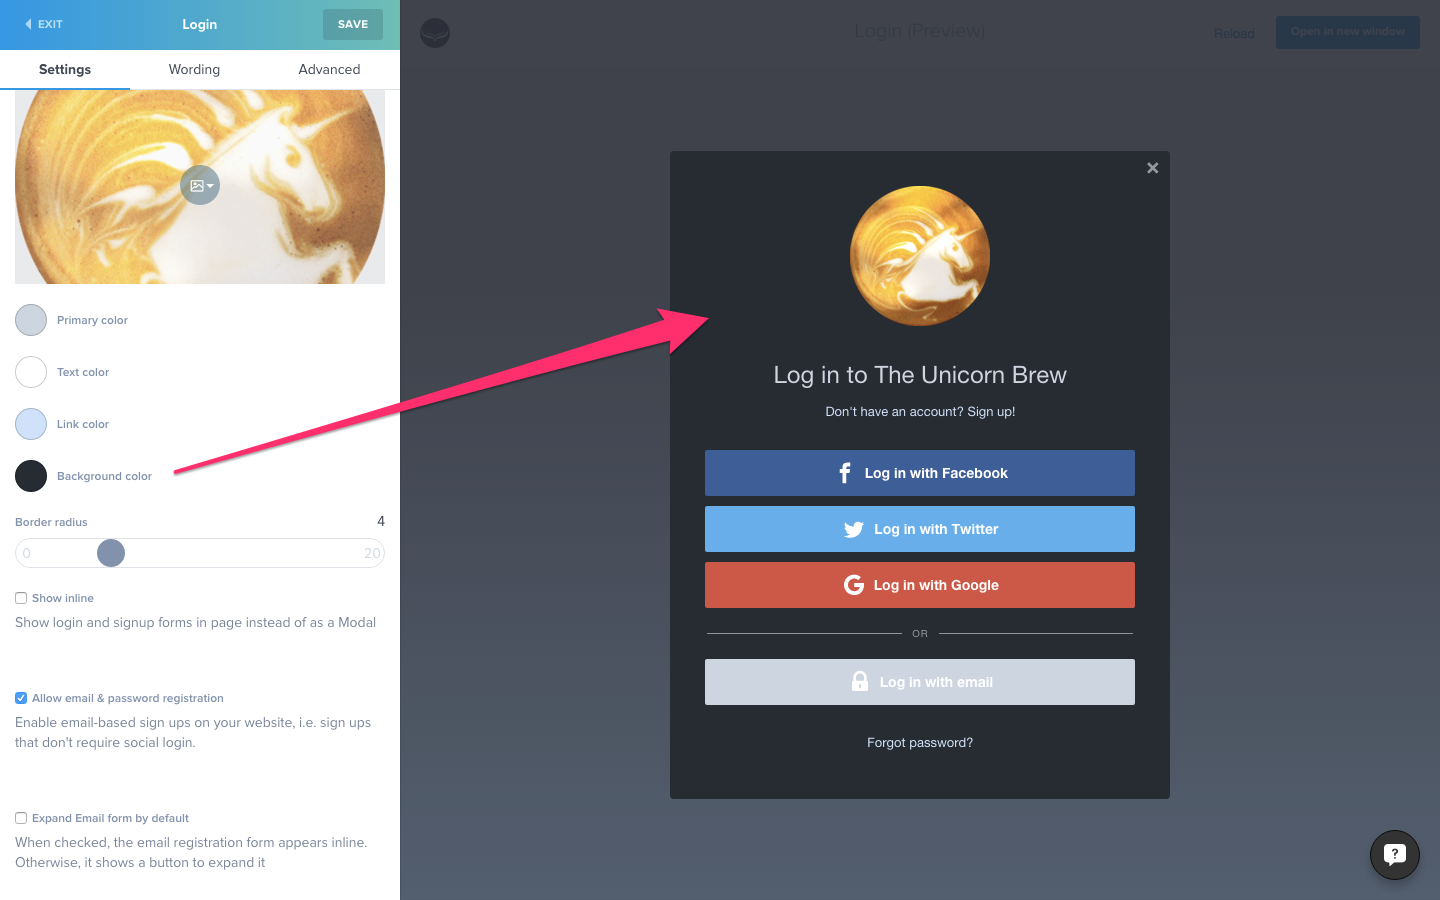 EXIT
Login
SAVE
Settings
Wording
Advanced
Primary color
Text color
Link color
Background color
Border radius
4
0
20
Show inline
Show login and signup forms in page instead of as a Modal
Allow email & password registration
Enable email-based sign ups on your website, i.e. sign ups
that don't require social login.
Expand Email form by default
When checked, the email registration form appears inline.
Otherwise, it shows a button to expand it
Login (Preview)
Reload
Open in new window
Log in to The Unicorn Brew
Don't have an account? Sign up!
Log in with Facebook
Log in with Twitter
Log in with Google
OR
Log in with email
Forgot password?